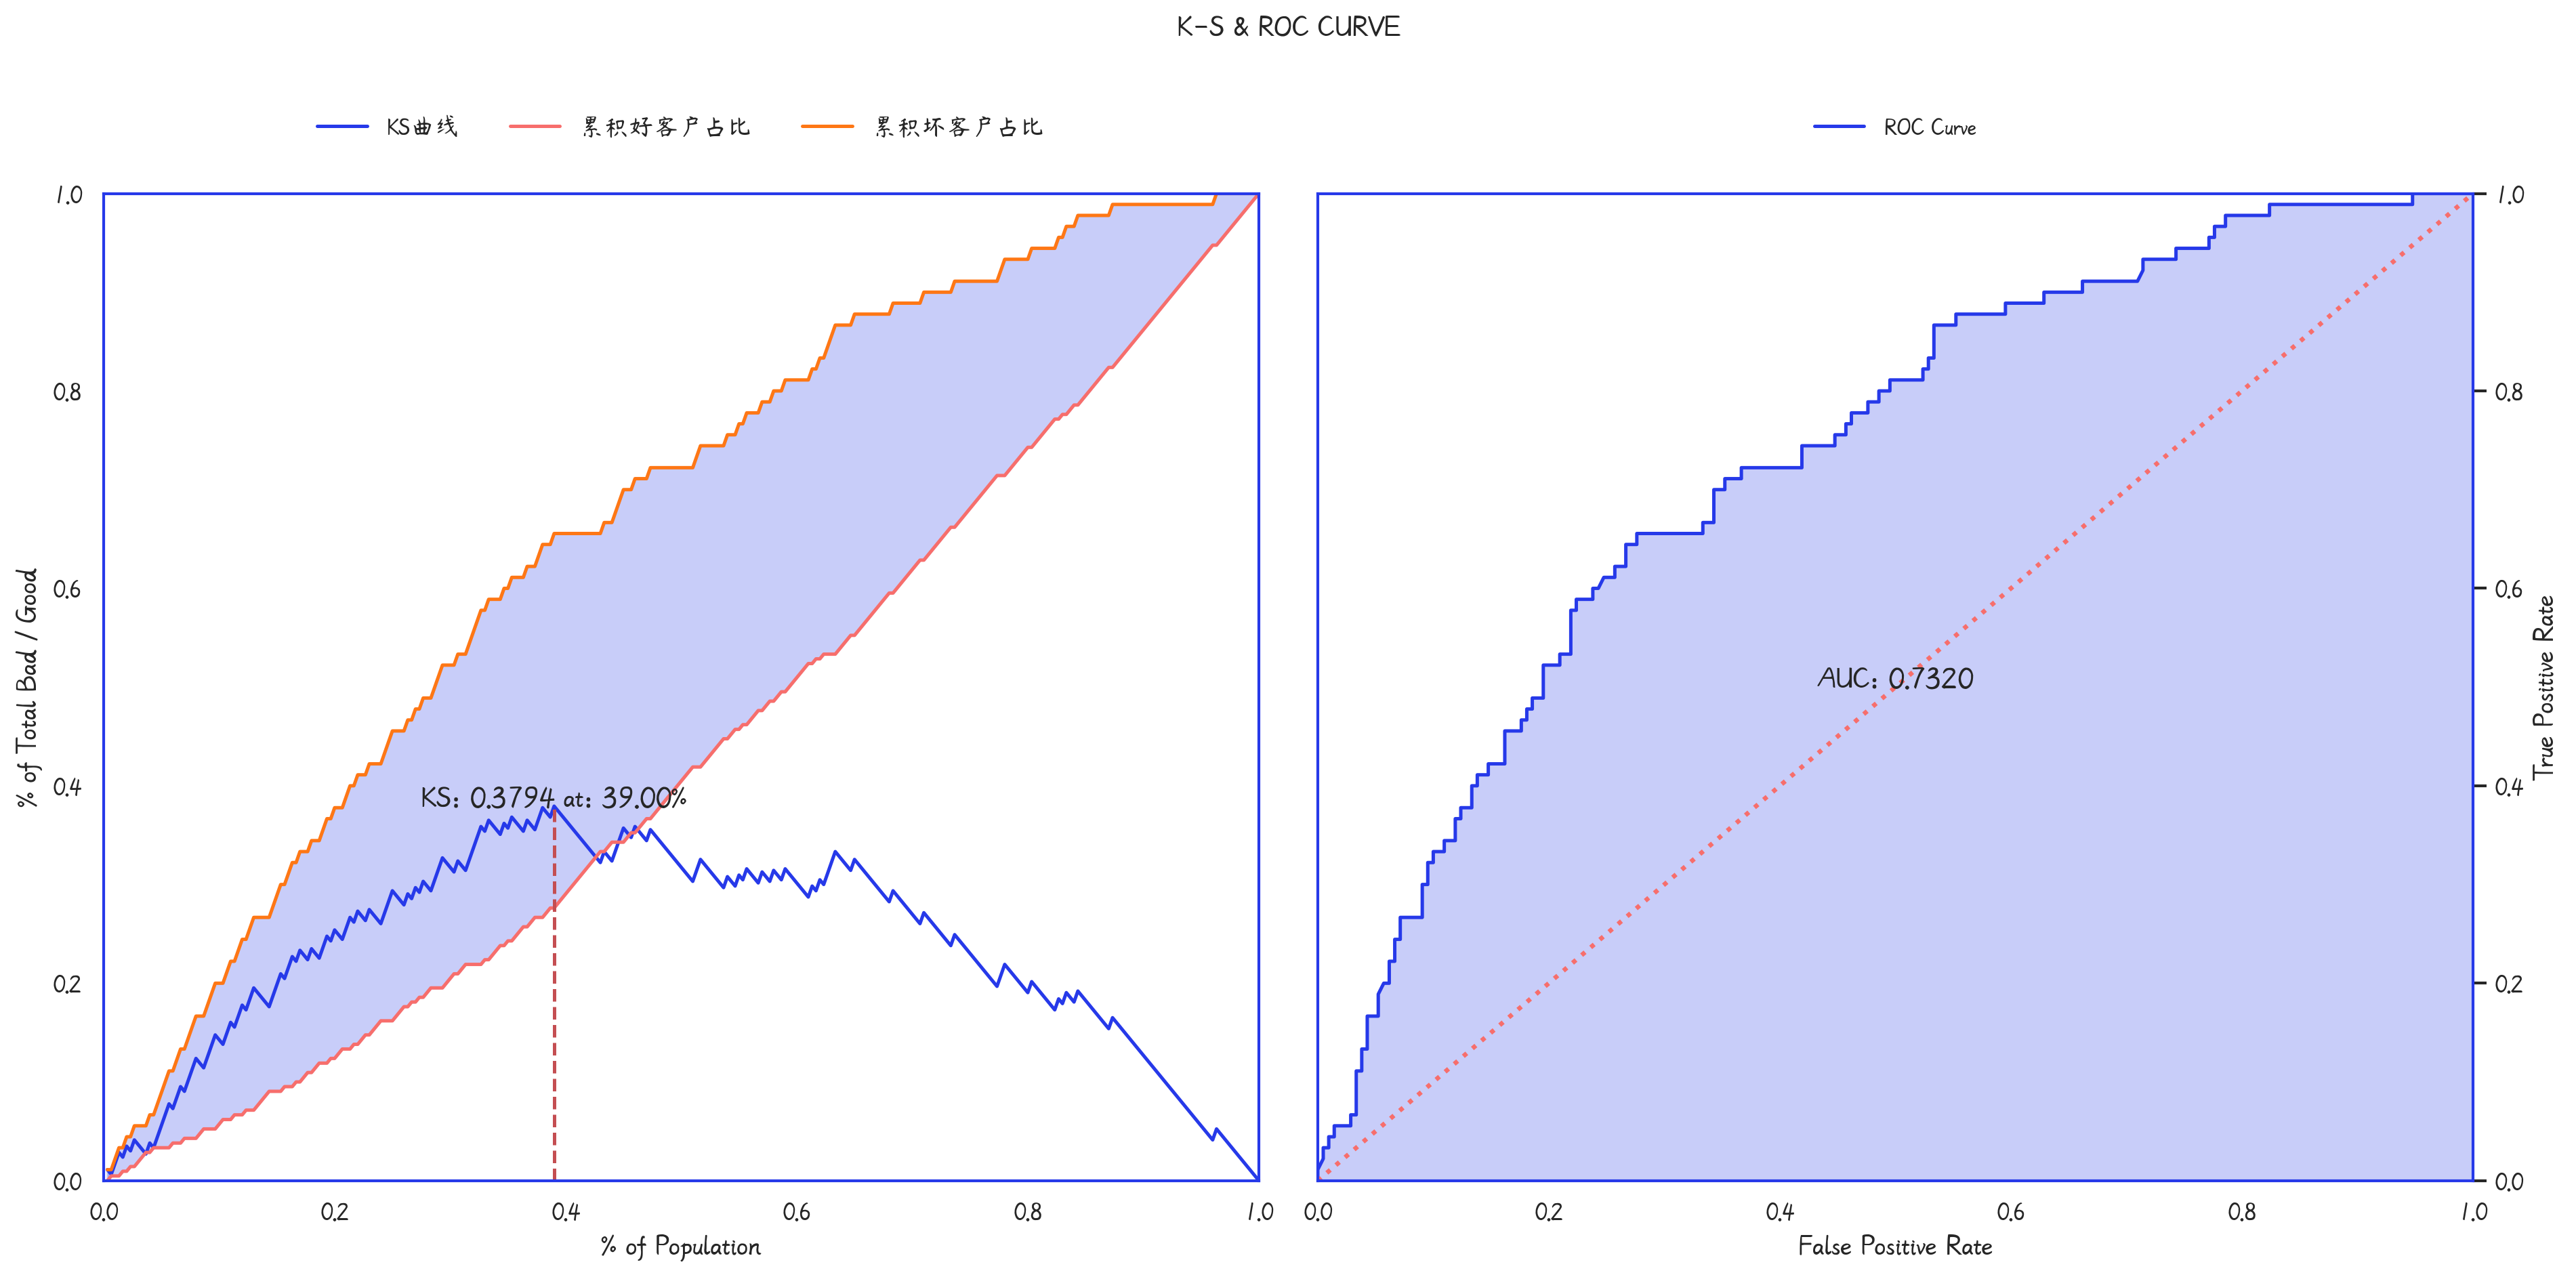 K-S & ROC CURVE
KS曲线 累积好客户占比 累积坏客户占比
ROC Curve
1.0
0.8
0.6
0.4
0.2
0.0
% of Total Bad / Good
KS: 0.3794 at: 39.00%
0.0 0.2 0.4 0.6 0.8 1.0
% of Population
AUC: 0.7320
1.0
0.8
0.6
0.4
0.2
0.0
True Positive Rate
0.0 0.2 0.4 0.6 0.8 1.0
False Positive Rate